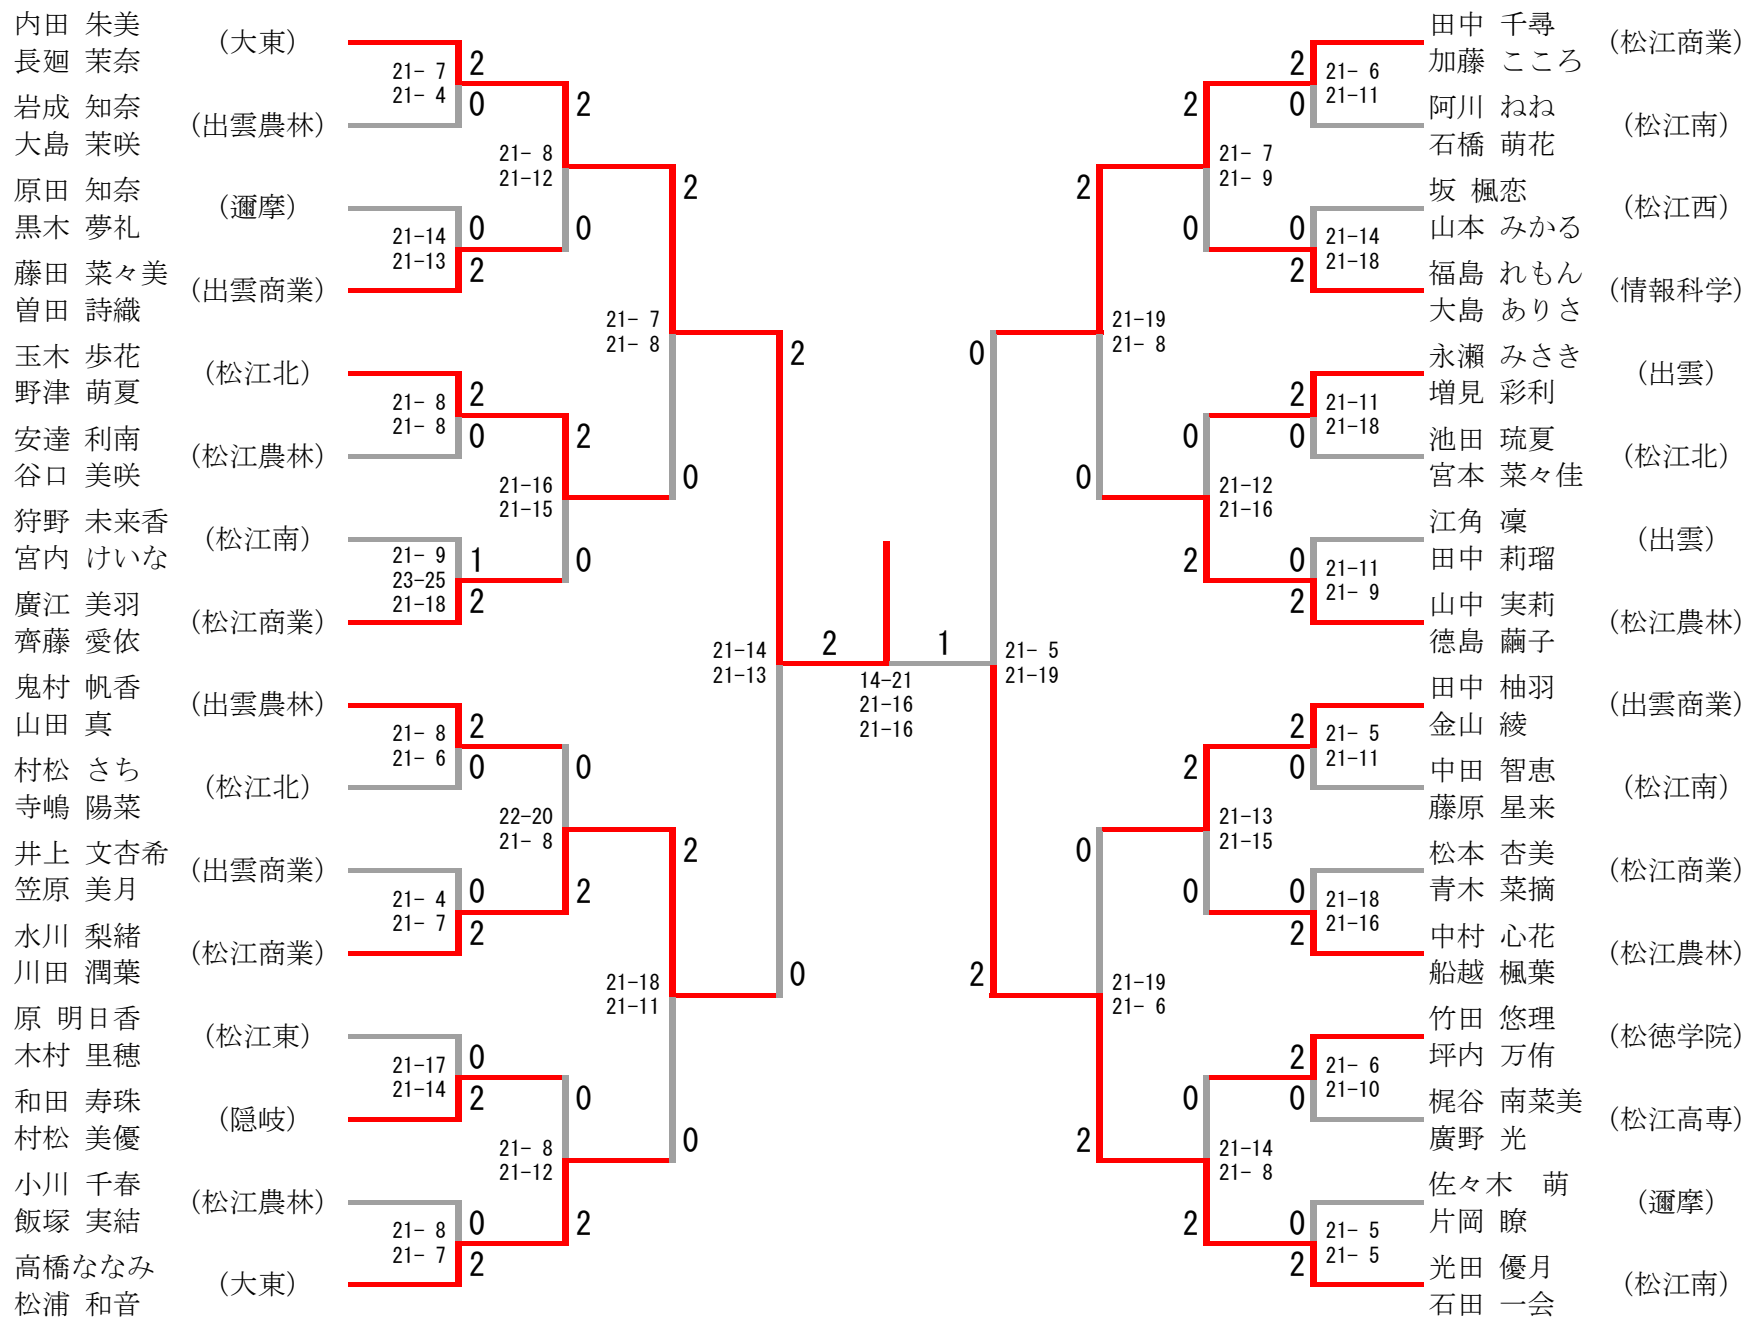 内田 朱美
長廻 茉奈
(大東)
岩成 知奈
大島 茉咲
(出雲農林)
原田 知奈
黒木 夢礼
(邇摩)
藤田 菜々美
曽田 詩織
(出雲商業)
玉木 歩花
野津 萌夏
(松江北)
安達 利南
谷口 美咲
(松江農林)
狩野 未来香
宮内 けいな
(松江南)
廣江 美羽
齊藤 愛依
(松江商業)
鬼村 帆香
山田 真
(出雲農林)
村松 さち
寺嶋 陽菜
(松江北)
井上 文杏希
笠原 美月
(出雲商業)
水川 梨緒
川田 潤葉
(松江商業)
原 明日香
木村 里穂
(松江東)
和田 寿珠
村松 美優
(隠岐)
小川 千春
飯塚 実結
(松江農林)
高橋ななみ
松浦 和音
(大東)
2
21- 7
21- 4
0
0
21-14
21-13
2
2
21- 8
21- 8
0
1
21- 9
23-25
21-18
2
2
21- 8
21- 6
0
0
21- 4
21- 7
2
0
21-17
21-14
2
0
21- 8
21- 7
2
2
21- 8
21-12
0
2
21-16
21-15
0
0
22-20
21- 8
2
0
21- 8
21-12
2
2
21- 7
21- 8
0
2
21-18
21-11
0
2
21-14
21-13
0
2
1
14-21
21-16
21-16
0
21- 5
21-19
2
2
21-19
21- 8
0
0
21-19
21- 6
2
2
21- 7
21- 9
0
0
21-12
21-16
2
2
21-13
21-15
0
0
21-14
21- 8
2
2
21- 6
21-11
0
0
21-14
21-18
2
2
21-11
21-18
0
0
21-11
21- 9
2
2
21- 5
21-11
0
0
21-18
21-16
2
2
21- 6
21-10
0
0
21- 5
21- 5
2
田中 千尋
加藤 こころ
(松江商業)
阿川 ねね
石橋 萌花
(松江南)
坂 楓恋
山本 みかる
(松江西)
福島 れもん
大島 ありさ
(情報科学)
永瀬 みさき
増見 彩利
(出雲)
池田 琉夏
宮本 菜々佳
(松江北)
江角 凜
田中 莉瑠
(出雲)
山中 実莉
德島 繭子
(松江農林)
田中 柚羽
金山 綾
(出雲商業)
中田 智恵
藤原 星来
(松江南)
松本 杏美
青木 菜摘
(松江商業)
中村 心花
船越 楓葉
(松江農林)
竹田 悠理
坪内 万侑
(松徳学院)
梶谷 南菜美
廣野 光
(松江高専)
佐々木　萌
片岡 瞭
(邇摩)
光田 優月
石田 一会
(松江南)